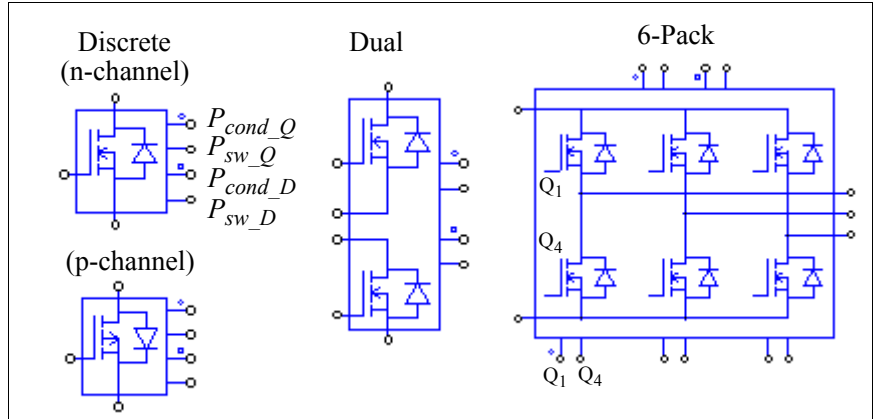 Discrete
(n-channel)
P_cond_Q
P_sw_Q
P_cond_D
P_sw_D
(p-channel)
Dual
6-Pack
Q1
Q4
Q1 Q4